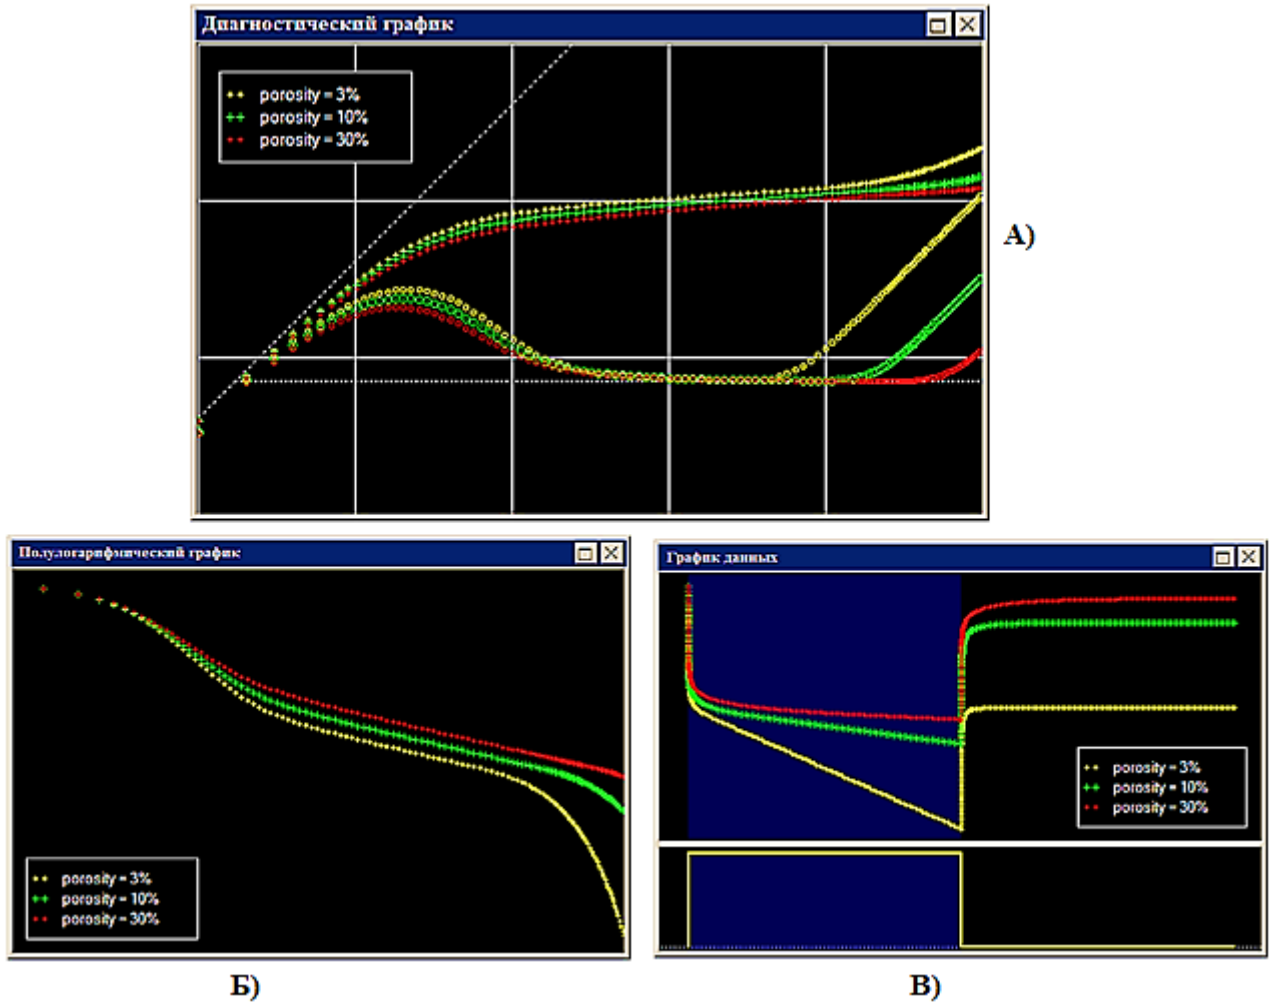 Диагностический график
porosity = 3%
porosity = 10%
porosity = 30%
А)
Полулогарифмический график
porosity = 3%
porosity = 10%
porosity = 30%
Б)
График данных
porosity = 3%
porosity = 10%
porosity = 30%
В)